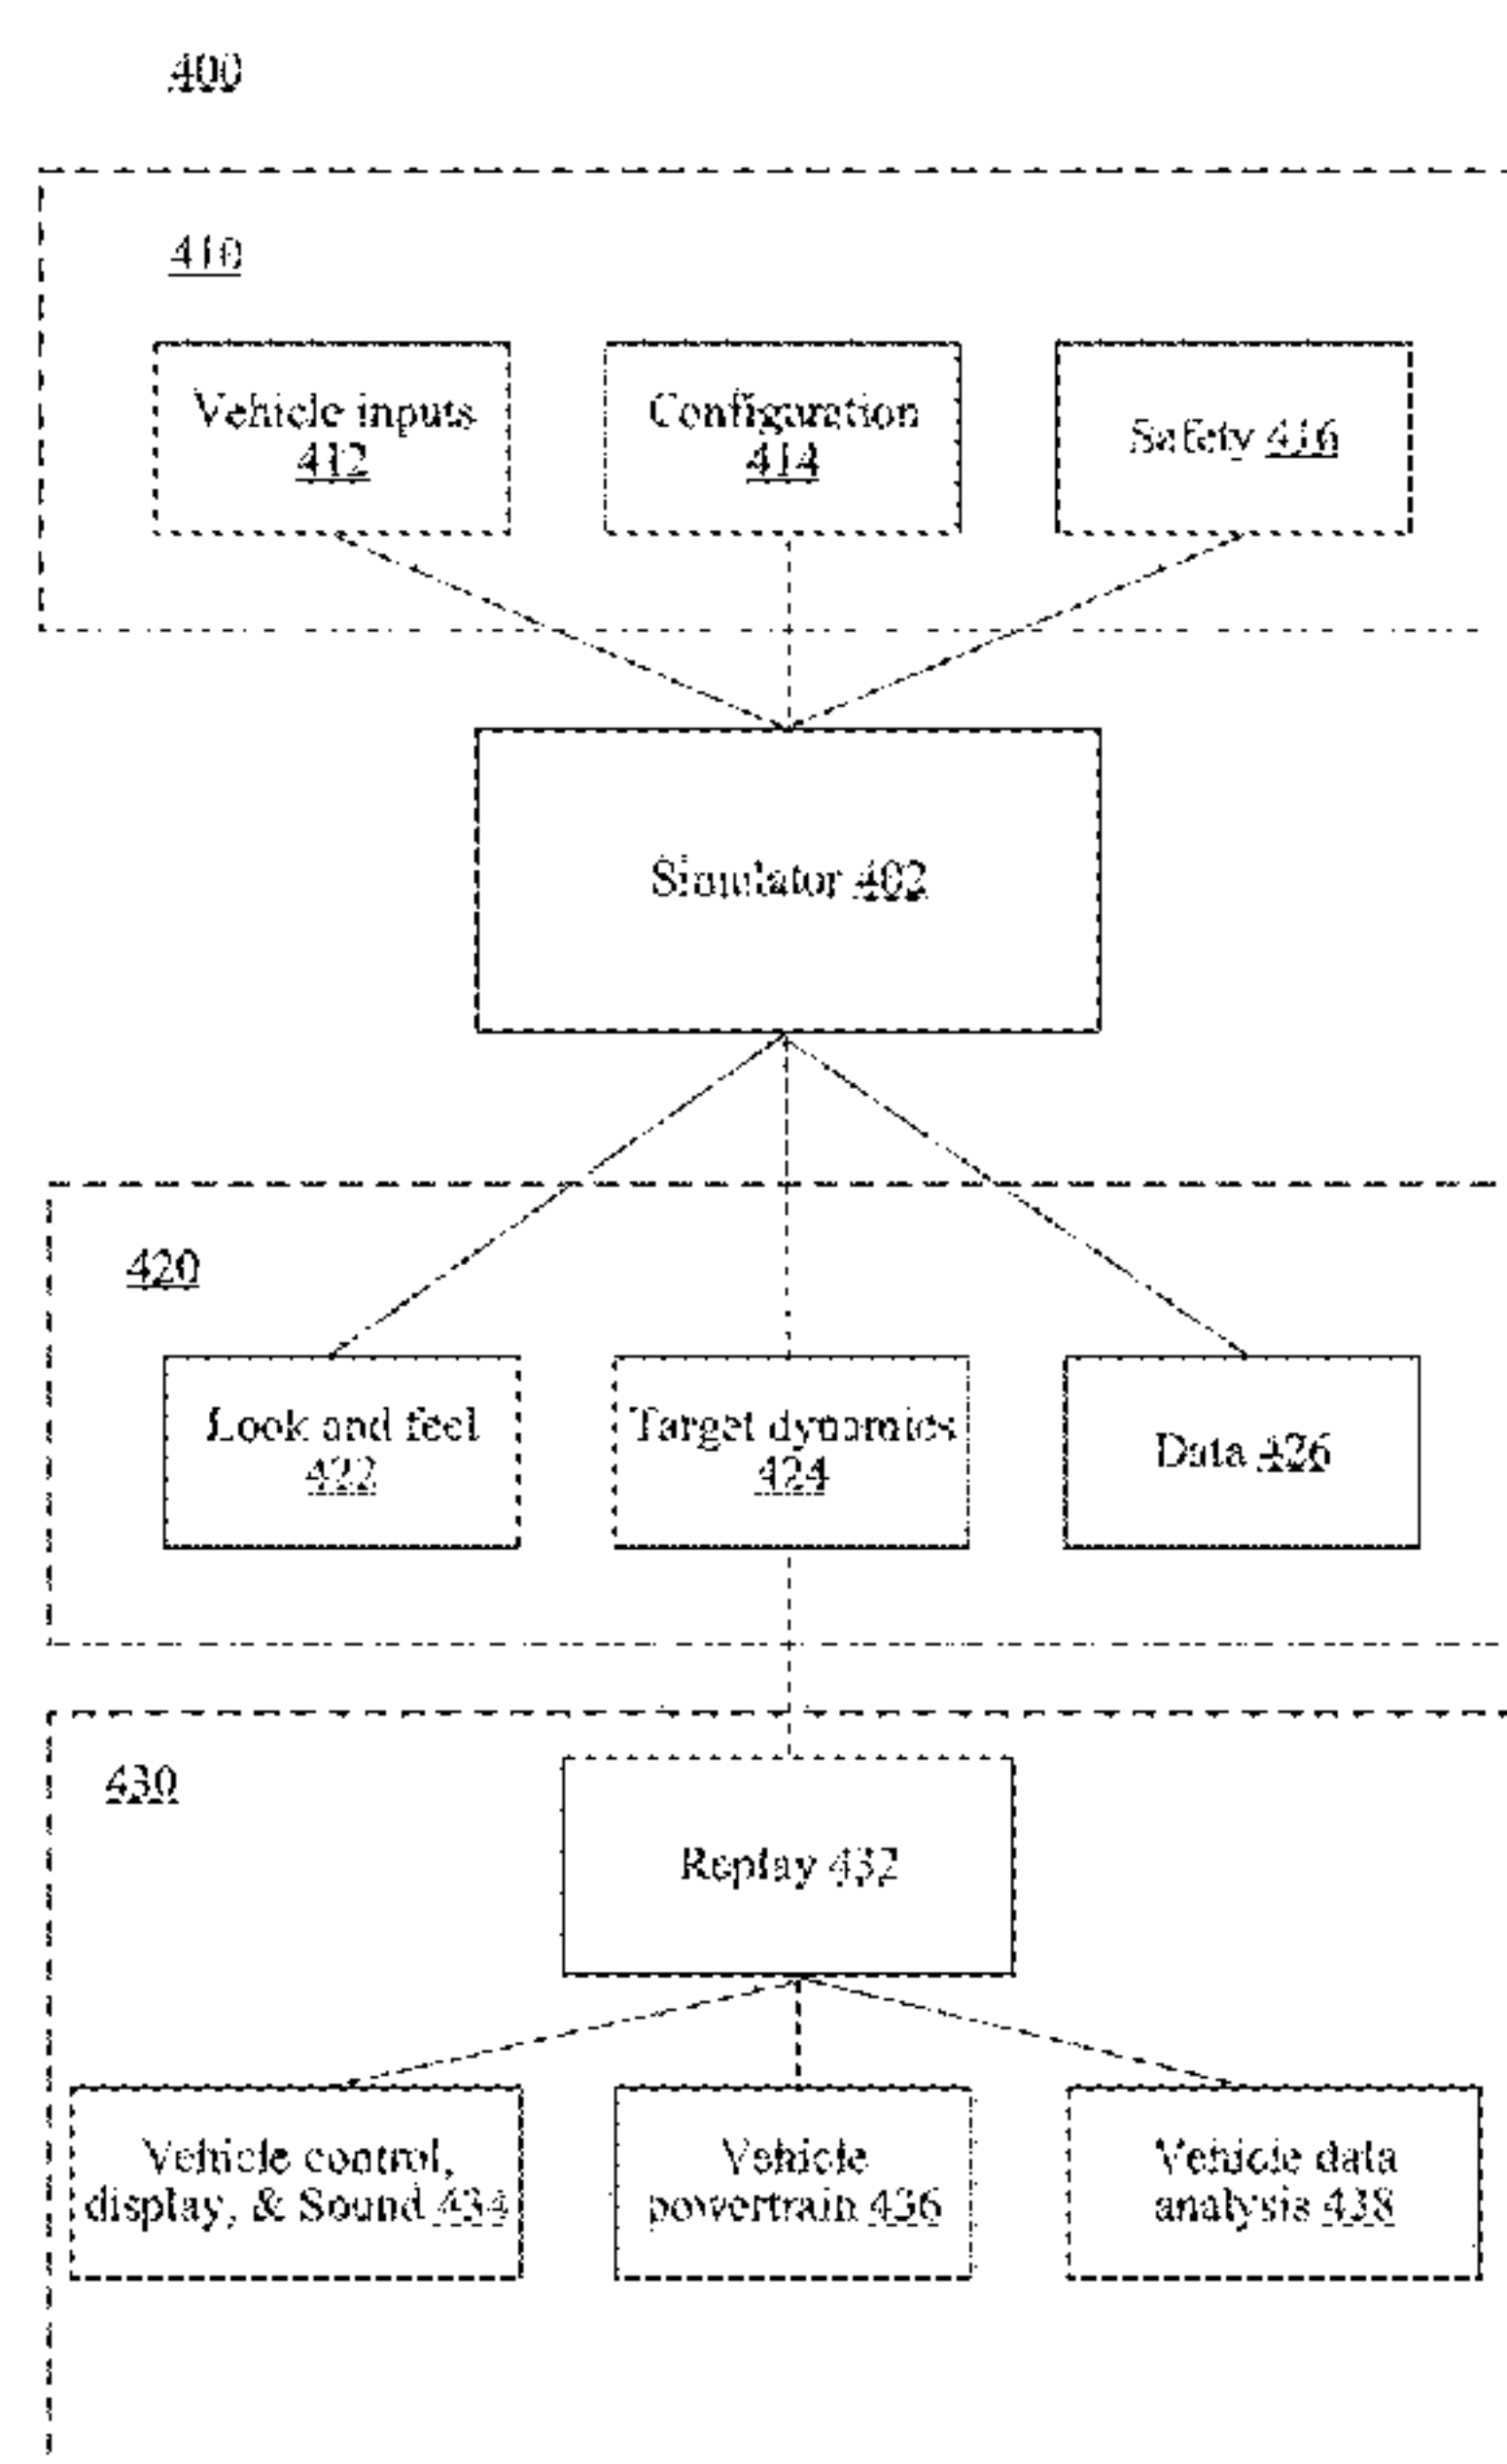 400
410
Vehicle inputs
412
Configuration
414
Safety 416
Simulator 402
420
Look and feel
422
Target dynamics
424
Data 426
430
Replay 432
Vehicle control,
display, & Sound 434
Vehicle
powertrain 436
Vehicle data
analysis 438